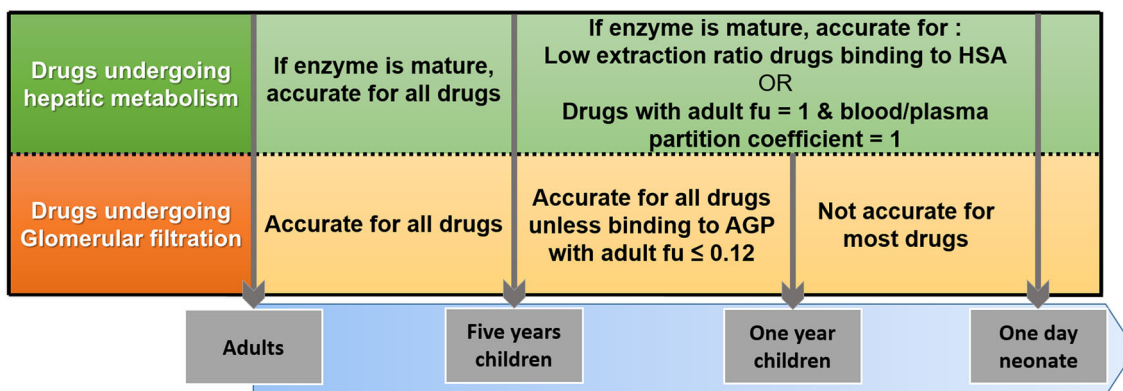 Drugs undergoing
hepatic metabolism
If enzyme is mature,
accurate for all drugs
If enzyme is mature, accurate for :
Low extraction ratio drugs binding to HSA
OR
Drugs with adult fu = 1 & blood/plasma
partition coefficient = 1
Drugs undergoing
Glomerular filtration
Accurate for all drugs
Accurate for all drugs
unless binding to AGP
with adult fu ≤ 0.12
Not accurate for
most drugs
Adults
Five years
children
One year
children
One day
neonate